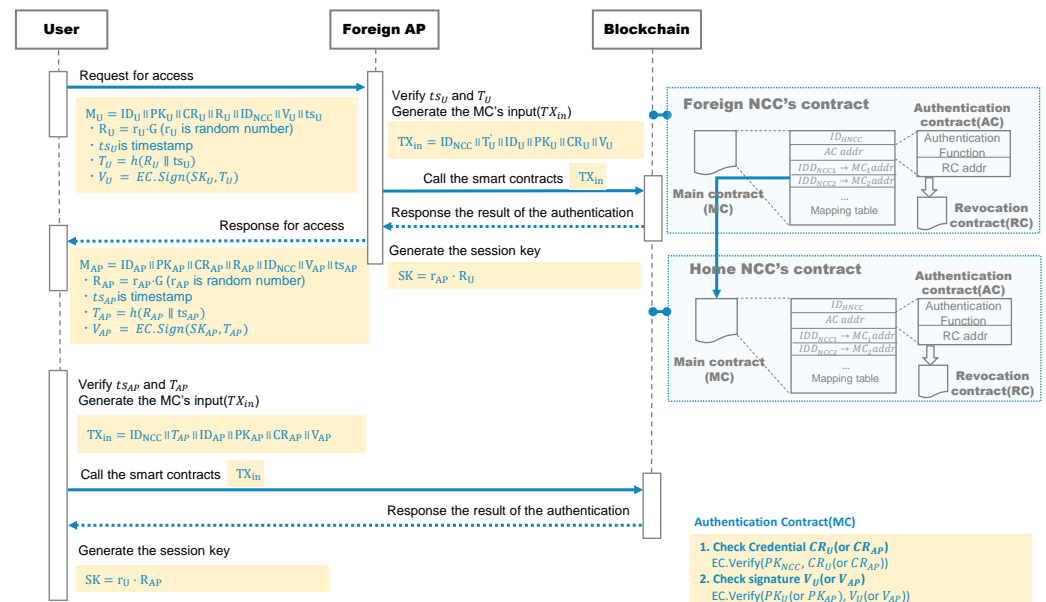 User
Foreign AP
Blockchain
Request for access
M_U = ID_U || PK_U || CR_U || R_U || ID_NCC || V_U || ts_U
· R_U = r_U·G (r_U is random number)
· ts_U is timestamp
· T_U = h(R_U || ts_U)
· V_U = EC.Sign(SK_U, T_U)
Verify ts_U and T_U
Generate the MC's input(TX_in)
TX_in = ID_NCC || T'_U || ID_U || PK_U || CR_U || V_U
Call the smart contracts TX_in
Response the result of the authentication
Response for access
Generate the session key
SK = r_AP · R_U
M_AP = ID_AP || PK_AP || CR_AP || R_AP || ID_NCC || V_AP || ts_AP
· R_AP = r_AP·G (r_AP is random number)
· ts_AP is timestamp
· T_AP = h(R_AP || ts_AP)
· V_AP = EC.Sign(SK_AP, T_AP)
Verify ts_AP and T_AP
Generate the MC's input(TX_in)
TX_in = ID_NCC || T_AP || ID_AP || PK_AP || CR_AP || V_AP
Call the smart contracts TX_in
Response the result of the authentication
Generate the session key
SK = r_U · R_AP
Foreign NCC's contract
Main contract
(MC)
ID_HNCC
AC addr
IDD_NCC1 → MC_1 addr
IDD_NCC2 → MC_2 addr
...
Mapping table
Authentication
contract(AC)
Authentication
Function
RC addr
Revocation
contract(RC)
Home NCC's contract
Main contract
(MC)
ID_HNCC
AC addr
IDD_NCC1 → MC_1 addr
IDD_NCC2 → MC_2 addr
...
Mapping table
Authentication
contract(AC)
Authentication
Function
RC addr
Revocation
contract(RC)
Authentication Contract(MC)
1. Check Credential CR_U(or CR_AP)
EC.Verify(PK_NCC, CR_U(or CR_AP))
2. Check signature V_U(or V_AP)
EC.Verify(PK_U(or PK_AP), V_U(or V_AP))